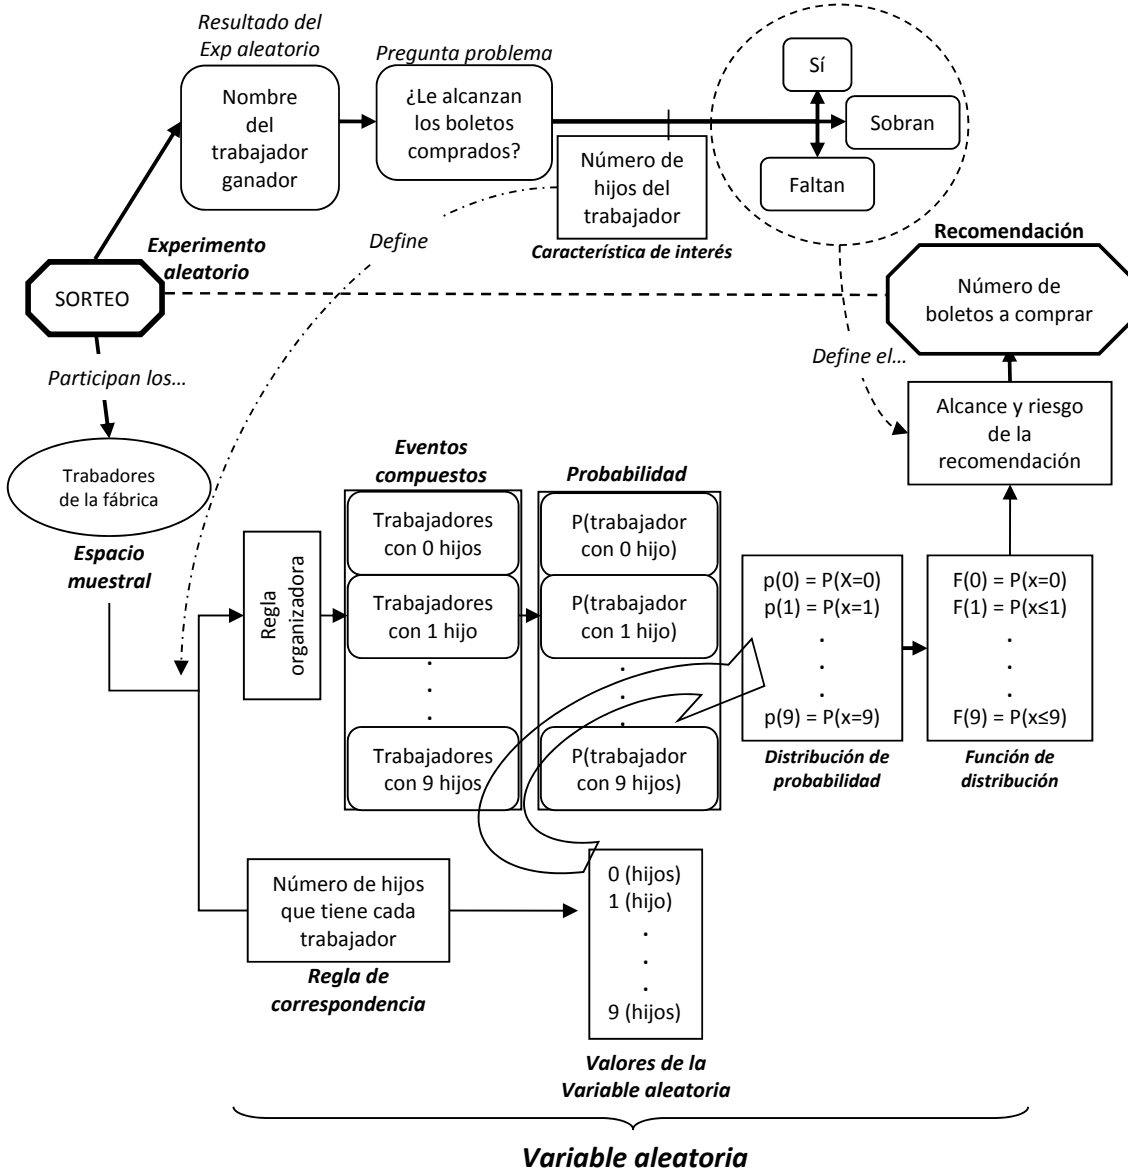 Resultado del
Exp aleatorio
Nombre
del
trabajador
ganador
Pregunta problema
¿Le alcanzan
los boletos
comprados?
Sí
Sobran
Faltan
Número de
hijos del
trabajador
Característica de interés
Define
Experimento
aleatorio
SORTEO
Recomendación
Número de
boletos a comprar
Define el...
Participan los...
Alcance y riesgo
de la
recomendación
Trabadores
de la fábrica
Espacio
muestral
Regla
organizadora
Eventos
compuestos
Trabajadores
con 0 hijos
Trabajadores
con 1 hijo
.
.
.
Trabajadores
con 9 hijos
Probabilidad
P(trabajador
con 0 hijo)
P(trabajador
con 1 hijo)
.
.
.
P(trabajador
con 9 hijos)
p(0) = P(X=0)
p(1) = P(x=1)
.
.
.
p(9) = P(x=9)
Distribución de
probabilidad
F(0) = P(x=0)
F(1) = P(x≤1)
.
.
.
F(9) = P(x≤9)
Función de
distribución
Número de hijos
que tiene cada
trabajador
Regla de
correspondencia
0 (hijos)
1 (hijo)
.
.
.
9 (hijos)
Valores de la
Variable aleatoria
Variable aleatoria